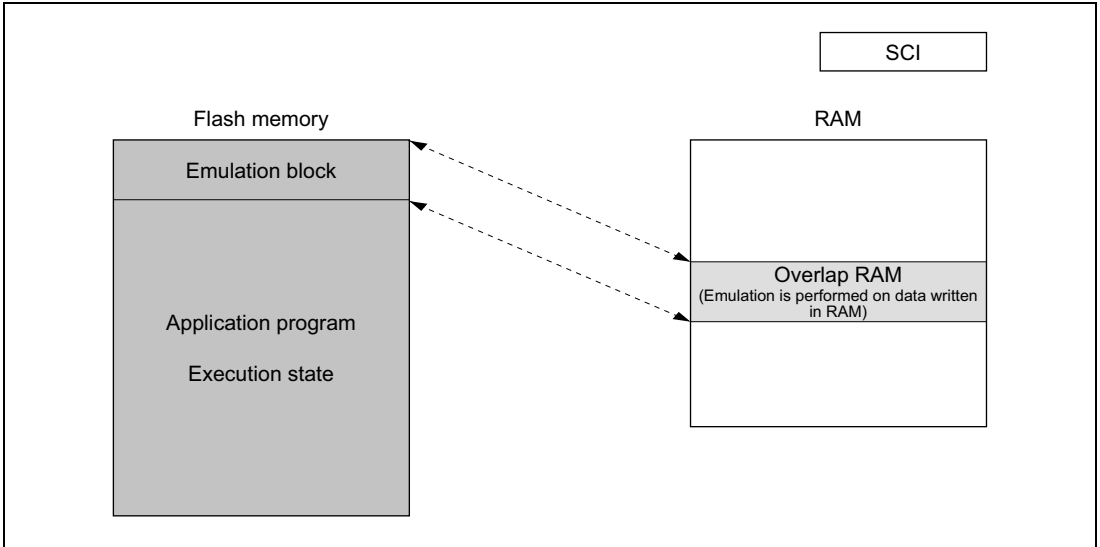 SCI
Flash memory
RAM
Emulation block
Overlap RAM
(Emulation is performed on data written
in RAM)
Application program
Execution state